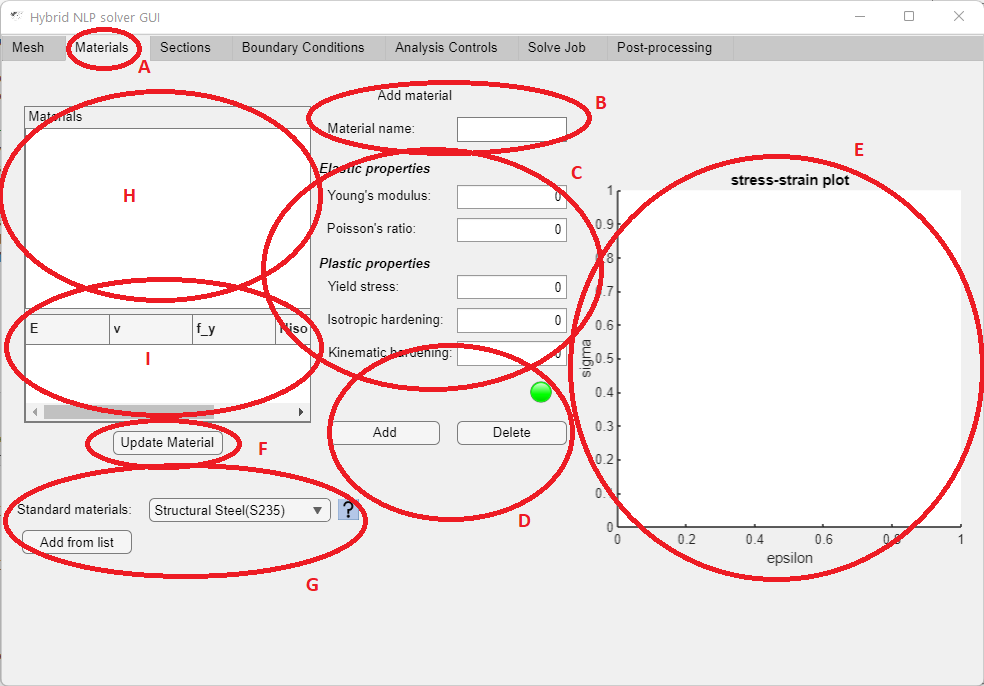 Hybrid NLP solver GUI
Mesh Materials Sections Boundary Conditions Analysis Controls Solve Job Post-processing
A
Add material
B
Materials
Material name:
Elastic properties
C
E
stress-strain plot
H
Young's modulus: 0
Poisson's ratio: 0
Plastic properties
Yield stress: 0
Isotropic hardening: 0
Kinematic hardening: 0
E v f_y Hiso
I
Add Delete
Update Material
F
D
Standard materials: Structural Steel(S235) ?
Add from list
G
1
0.9
0.8
0.7
0.6
0.5
0.4
0.3
0.2
0.1
0
sigma
0 0.2 0.4 0.6 0.8 1
epsilon